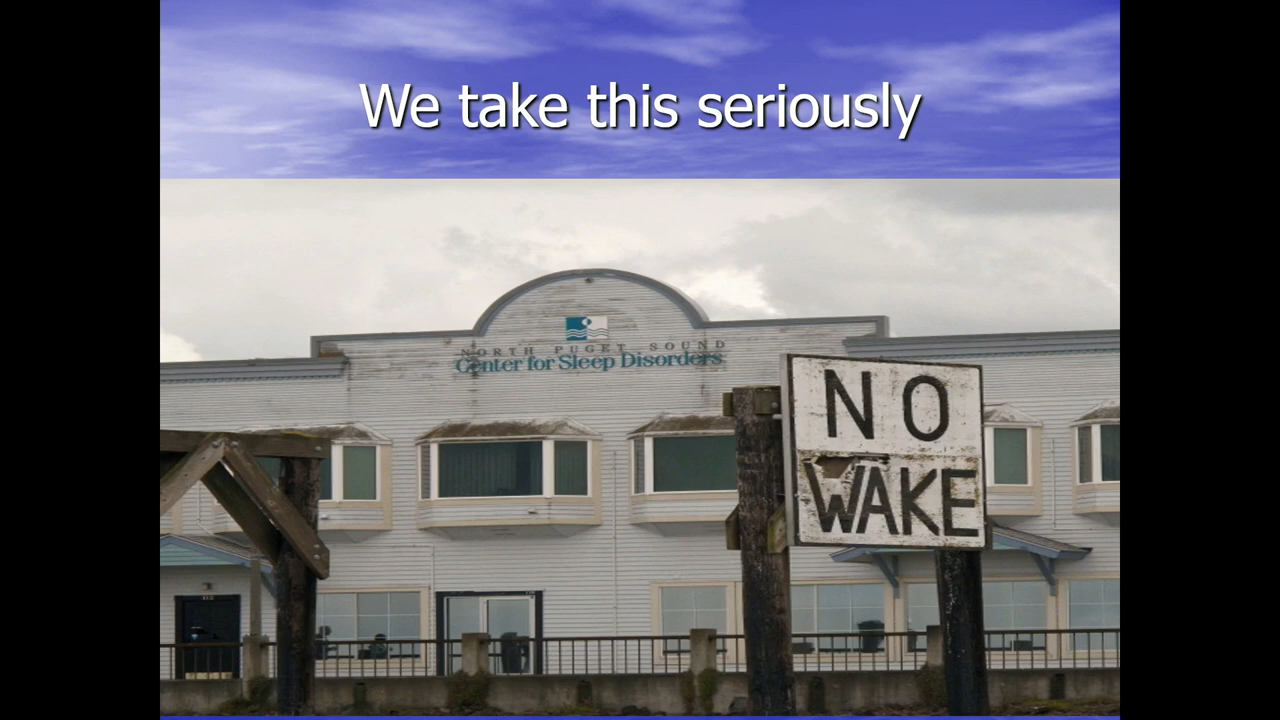 We take this seriously
NORTH PUGET SOUND
Center for Sleep Disorders
NO
WAKE